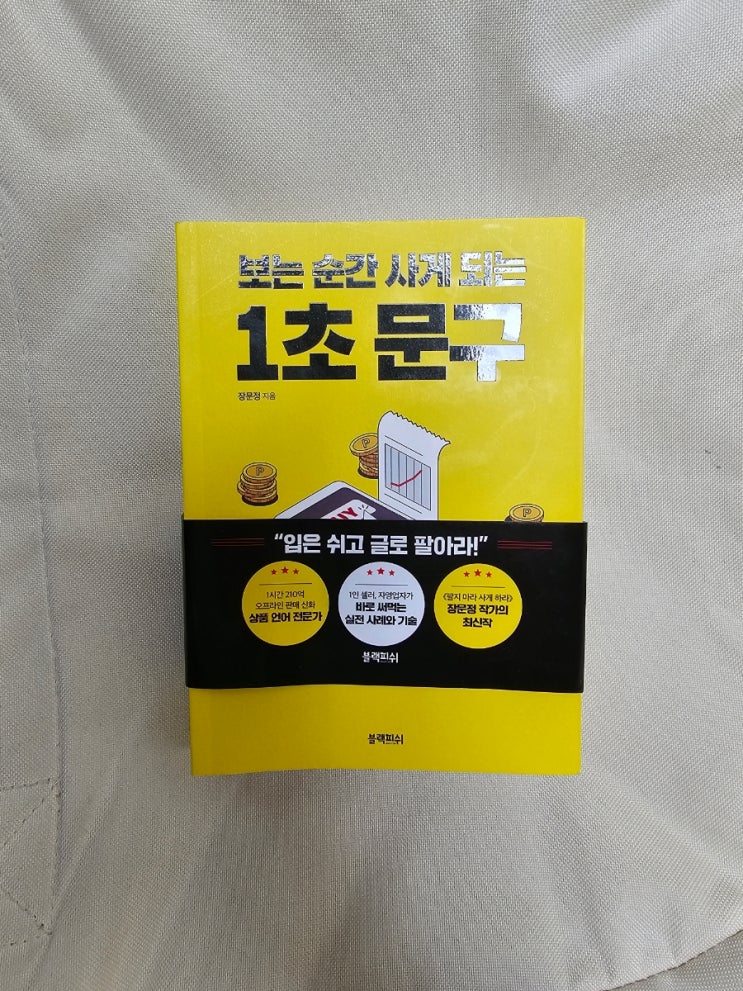 보는 순간 사게 되는
1초 문구
장문정 지음
P
P
P
"입은 쉬고 글로 팔아라!"
1시간 210억
오프라인 판매 신화
상품 언어 전문가
1인 셀러, 자영업자가
바로 써먹는
실전 사례와 기술
《팔지 마라 사게 하라》
장문정 작가의
최신작
블랙피쉬
블랙피쉬